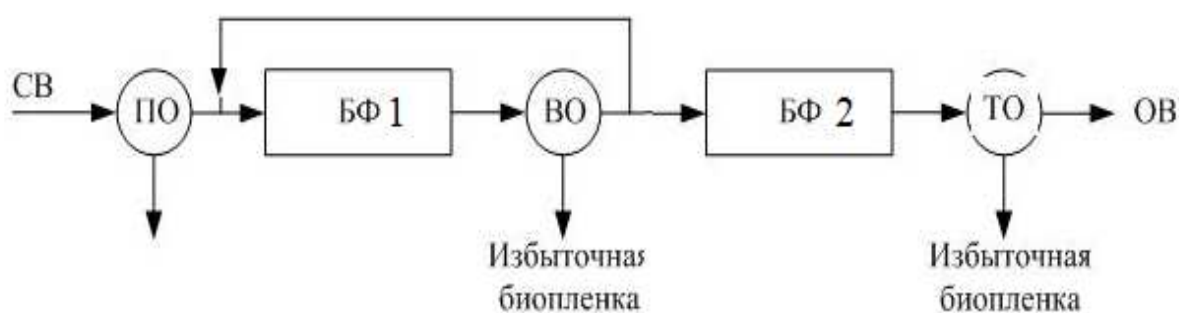 СВ
ПО
БФ 1
ВО
БФ 2
ТО
ОВ
Избыточная
биопленка
Избыточная
биопленка